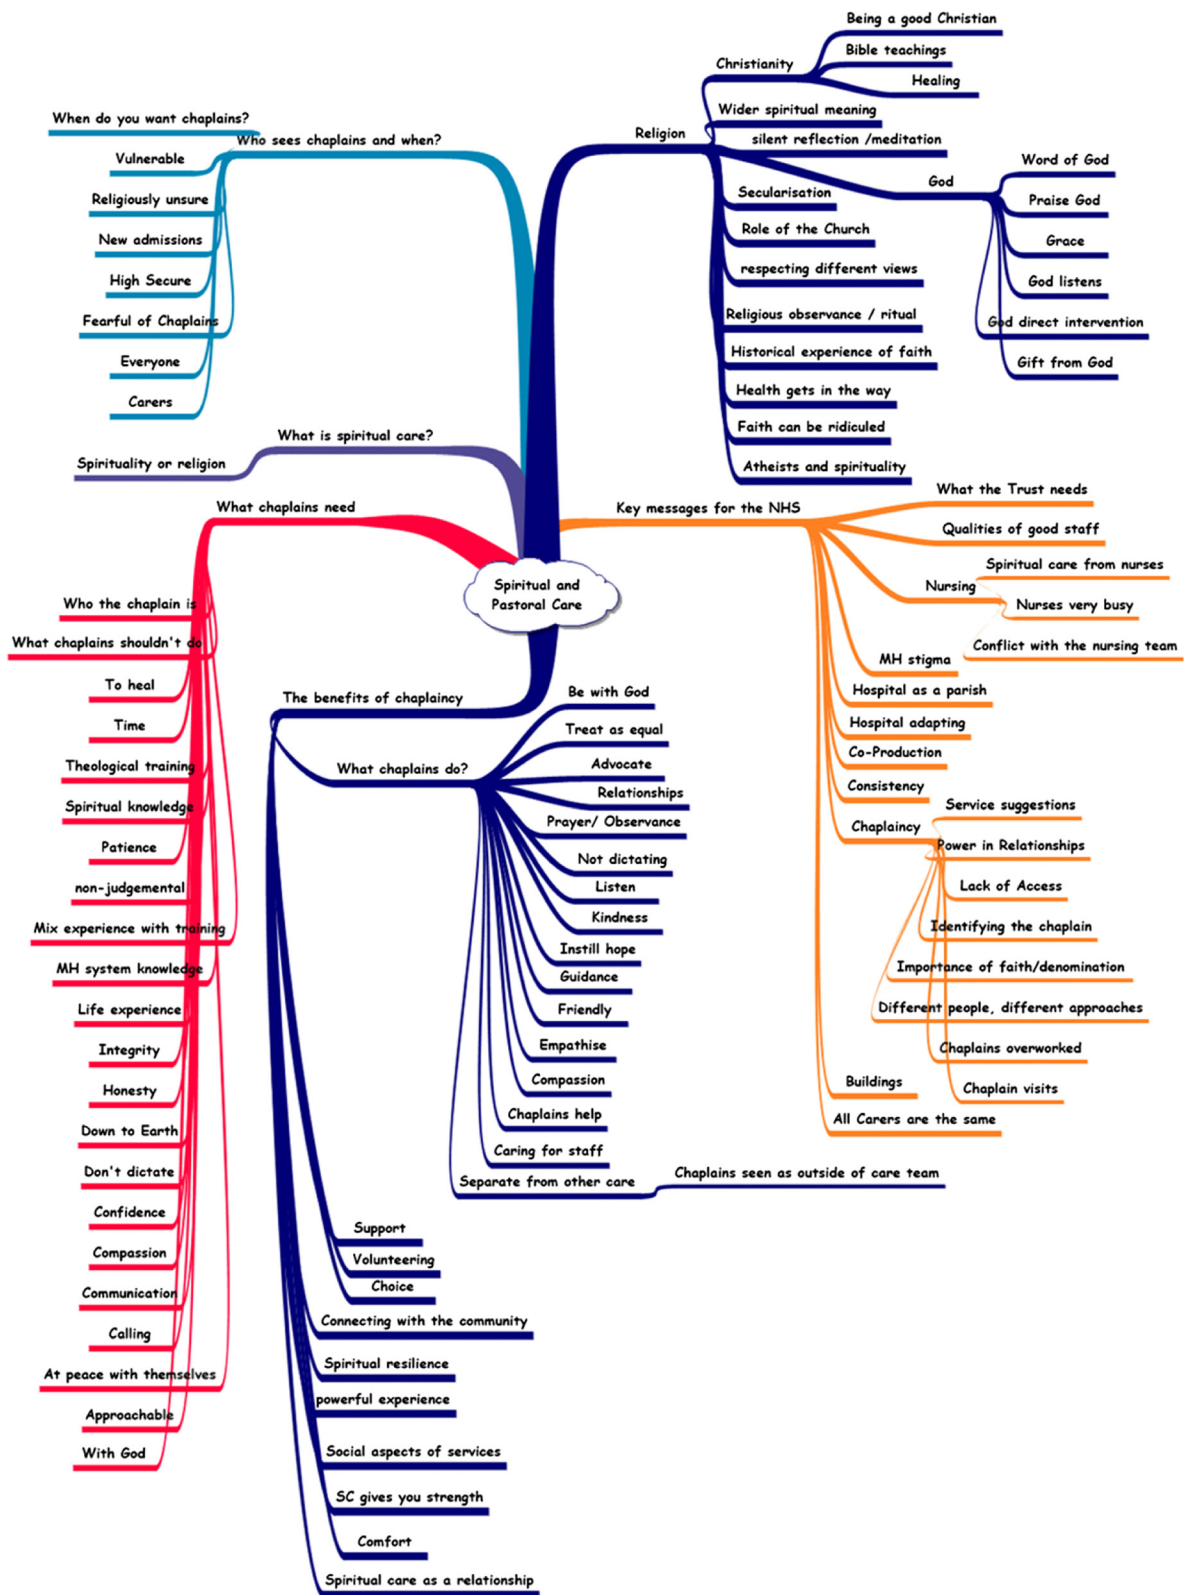 Spiritual and
Pastoral Care
Who sees chaplains and when?
When do you want chaplains?
Vulnerable
Religiously unsure
New admissions
High Secure
Fearful of Chaplains
Everyone
Carers
What is spiritual care?
Spirituality or religion
What chaplains need
Who the chaplain is
What chaplains shouldn't do
To heal
Time
Theological training
Spiritual knowledge
Patience
non-judgemental
Mix experience with training
MH system knowledge
Life experience
Integrity
Honesty
Down to Earth
Don't dictate
Confidence
Compassion
Communication
Calling
At peace with themselves
Approachable
With God
Religion
Christianity
Being a good Christian
Bible teachings
Healing
Wider spiritual meaning
silent reflection /meditation
God
Word of God
Praise God
Grace
God listens
God direct intervention
Gift from God
Secularisation
Role of the Church
respecting different views
Religious observance / ritual
Historical experience of faith
Health gets in the way
Faith can be ridiculed
Atheists and spirituality
Key messages for the NHS
What the Trust needs
Qualities of good staff
Nursing
Spiritual care from nurses
Nurses very busy
Conflict with the nursing team
MH stigma
Hospital as a parish
Hospital adapting
Co-Production
Consistency
Chaplaincy
Service suggestions
Power in Relationships
Lack of Access
Identifying the chaplain
Importance of faith/denomination
Different people, different approaches
Chaplains overworked
Chaplain visits
Buildings
All Carers are the same
The benefits of chaplaincy
What chaplains do?
Be with God
Treat as equal
Advocate
Relationships
Prayer/ Observance
Not dictating
Listen
Kindness
Instill hope
Guidance
Friendly
Empathise
Compassion
Chaplains help
Caring for staff
Separate from other care
Chaplains seen as outside of care team
Support
Volunteering
Choice
Connecting with the community
Spiritual resilience
powerful experience
Social aspects of services
SC gives you strength
Comfort
Spiritual care as a relationship